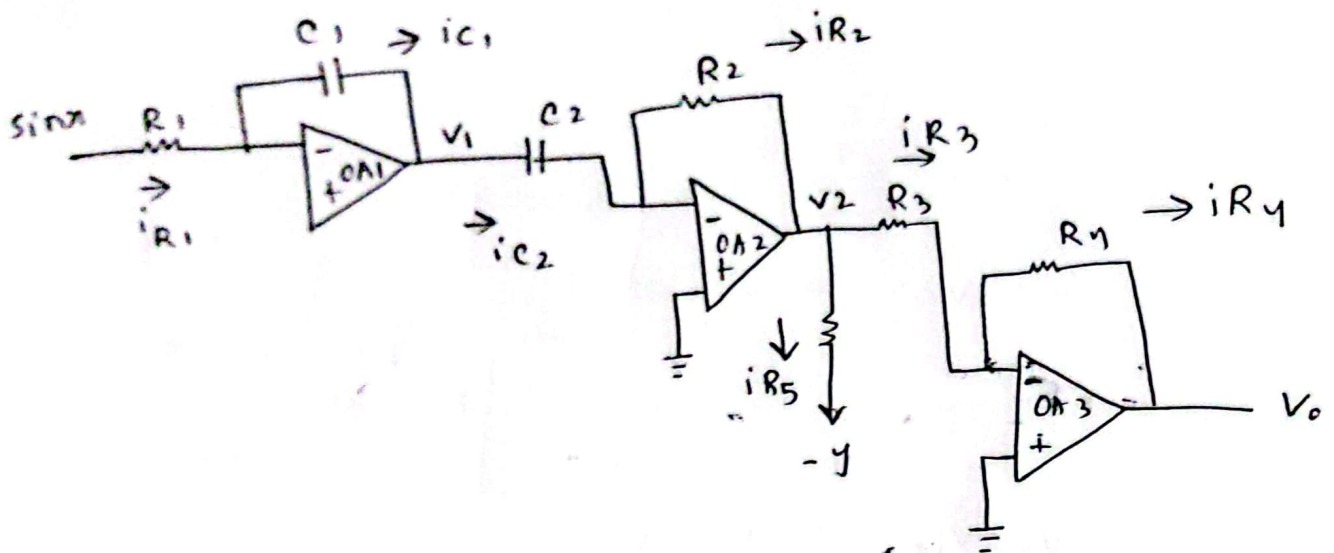 C1 → iC1
→ iR2
R2
sinx
R1
V1
C2
- OA1
+
→
iR1
→
iC2
→
iR3
V2
R3
→ iR4
R4
-
OA2
+
↓
iR5
- y
-
OA3
+
Vo